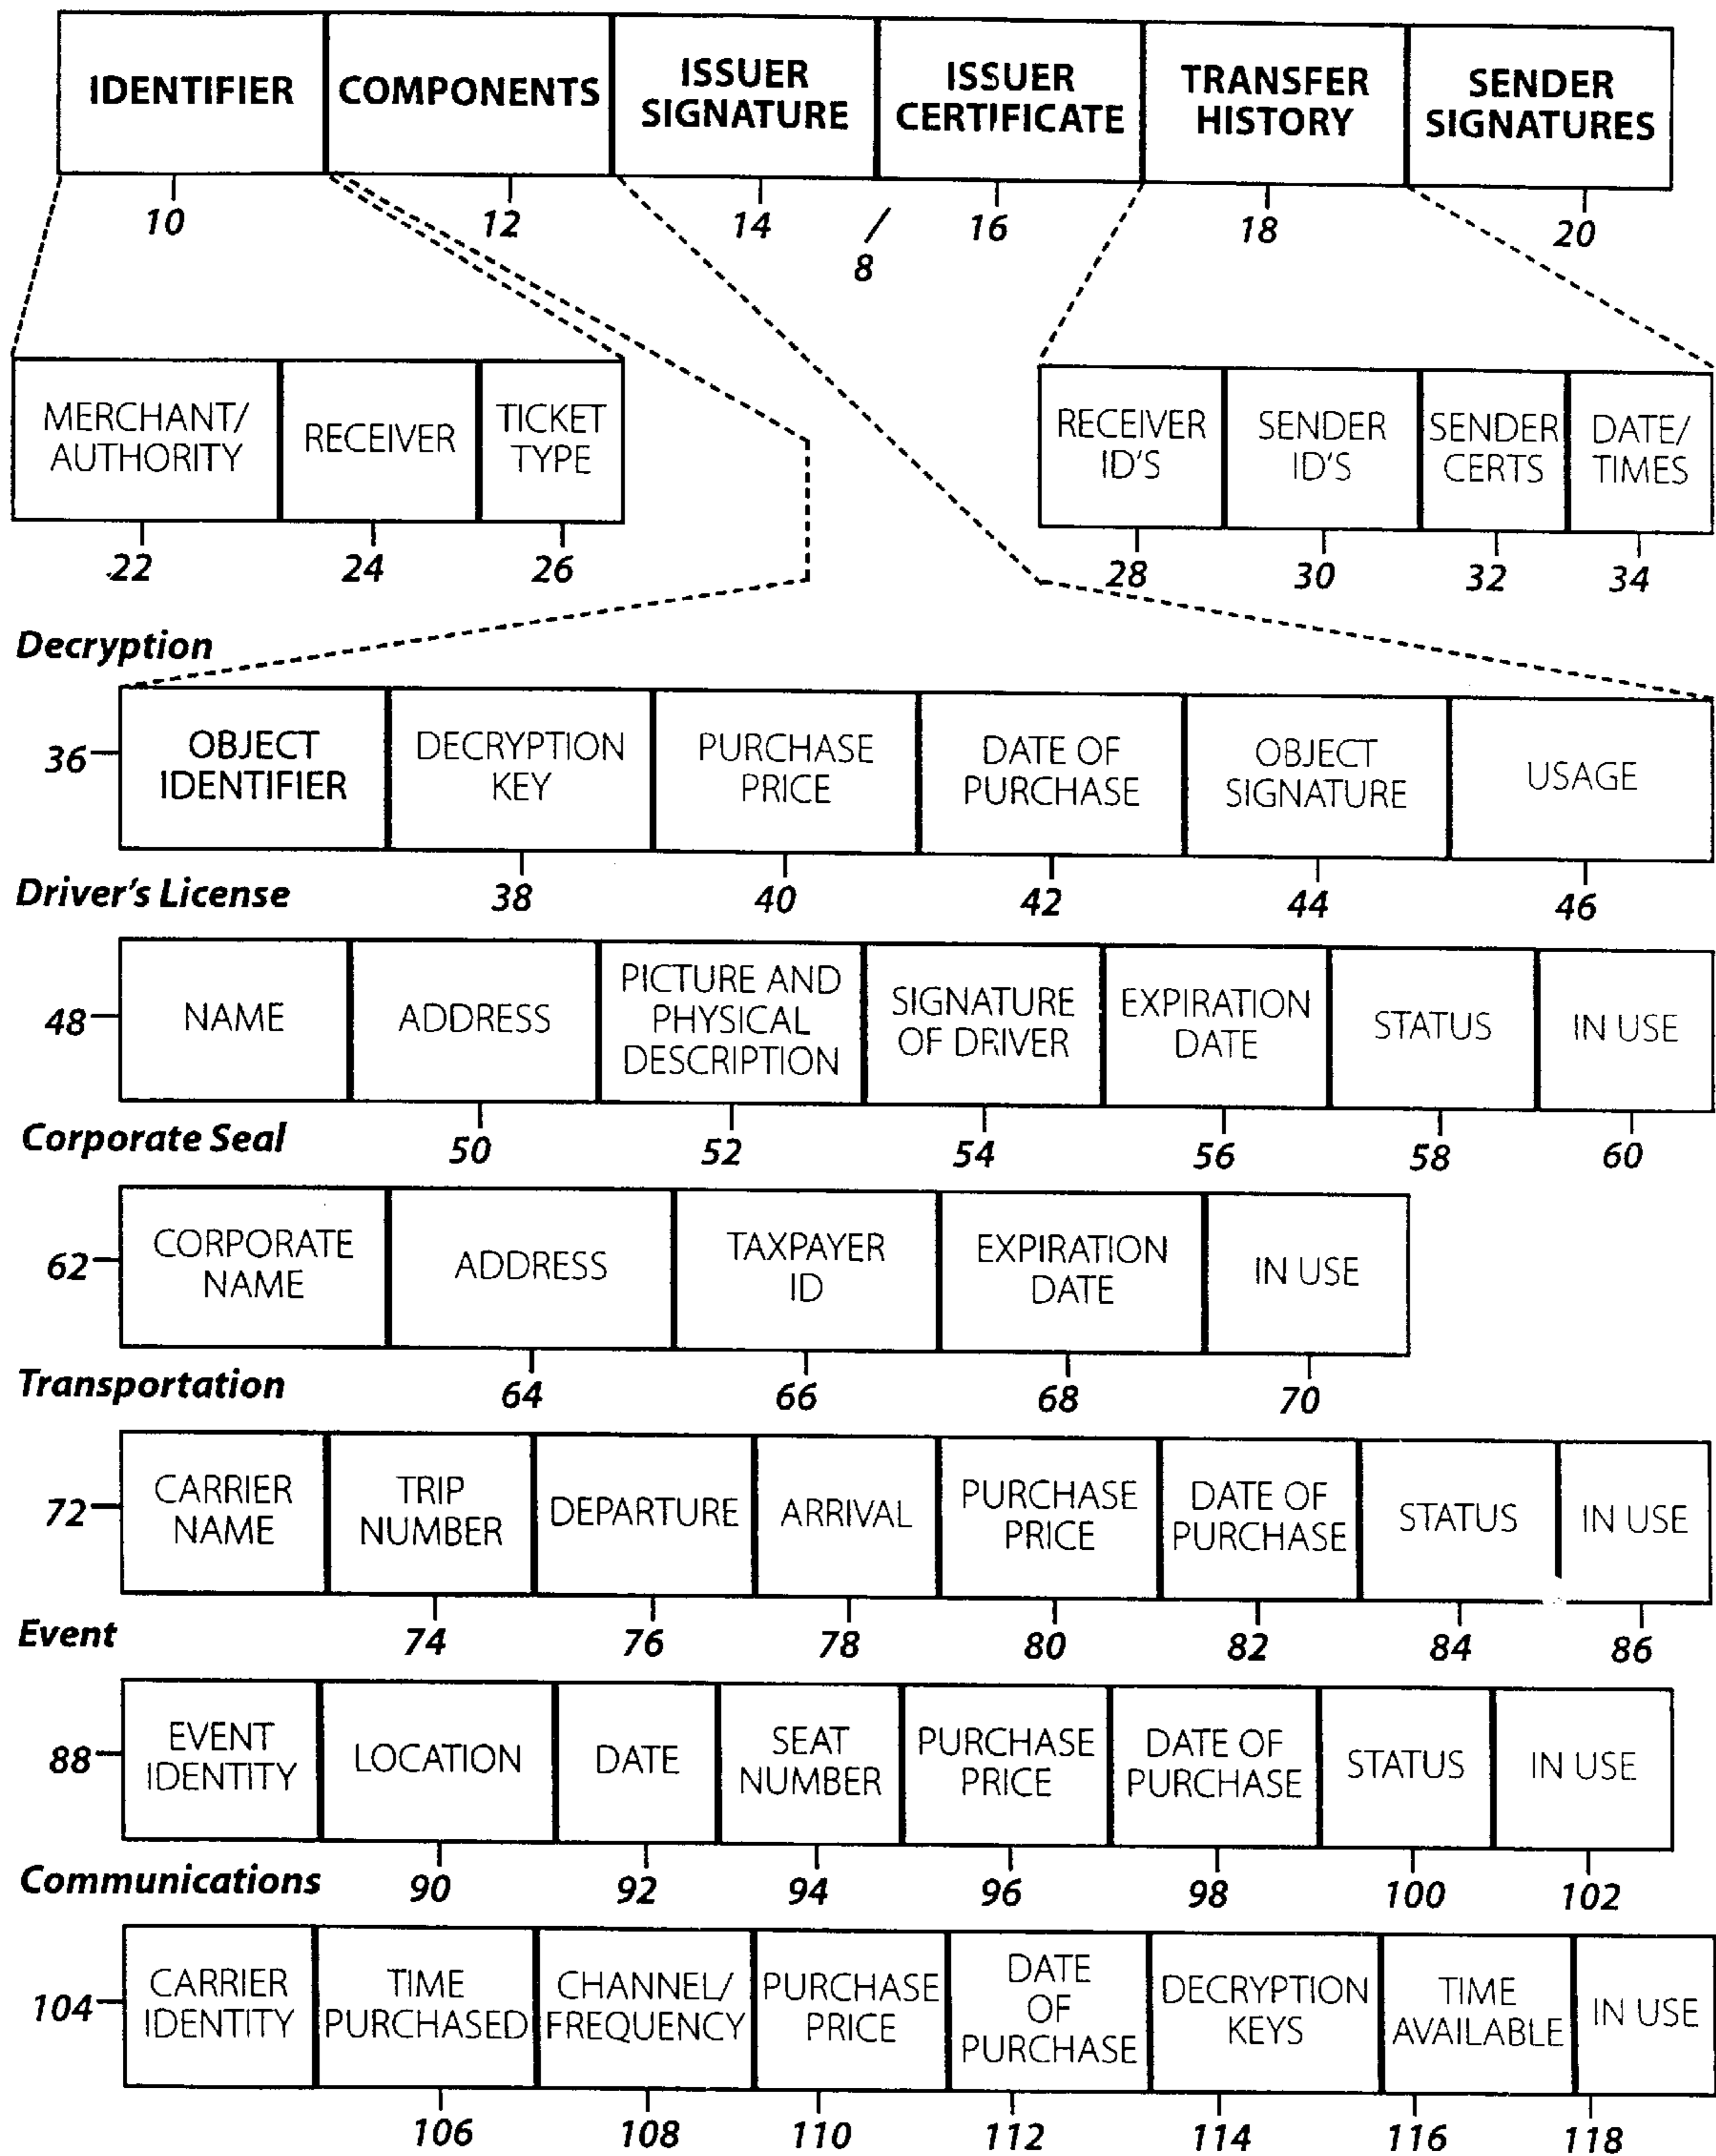 IDENTIFIER
COMPONENTS
ISSUER
SIGNATURE
ISSUER
CERTIFICATE
TRANSFER
HISTORY
SENDER
SIGNATURES
10
12
14
8
16
18
20
MERCHANT/
AUTHORITY
RECEIVER
TICKET
TYPE
RECEIVER
ID'S
SENDER
ID'S
SENDER
CERTS
DATE/
TIMES
22
24
26
28
30
32
34
Decryption
36
OBJECT
IDENTIFIER
DECRYPTION
KEY
PURCHASE
PRICE
DATE OF
PURCHASE
OBJECT
SIGNATURE
USAGE
38
40
42
44
46
Driver's License
48
NAME
ADDRESS
PICTURE AND
PHYSICAL
DESCRIPTION
SIGNATURE
OF DRIVER
EXPIRATION
DATE
STATUS
IN USE
50
52
54
56
58
60
Corporate Seal
62
CORPORATE
NAME
ADDRESS
TAXPAYER
ID
EXPIRATION
DATE
IN USE
64
66
68
70
Transportation
72
CARRIER
NAME
TRIP
NUMBER
DEPARTURE
ARRIVAL
PURCHASE
PRICE
DATE OF
PURCHASE
STATUS
IN USE
74
76
78
80
82
84
86
Event
88
EVENT
IDENTITY
LOCATION
DATE
SEAT
NUMBER
PURCHASE
PRICE
DATE OF
PURCHASE
STATUS
IN USE
90
92
94
96
98
100
102
Communications
104
CARRIER
IDENTITY
TIME
PURCHASED
CHANNEL/
FREQUENCY
PURCHASE
PRICE
DATE
OF
PURCHASE
DECRYPTION
KEYS
TIME
AVAILABLE
IN USE
106
108
110
112
114
116
118